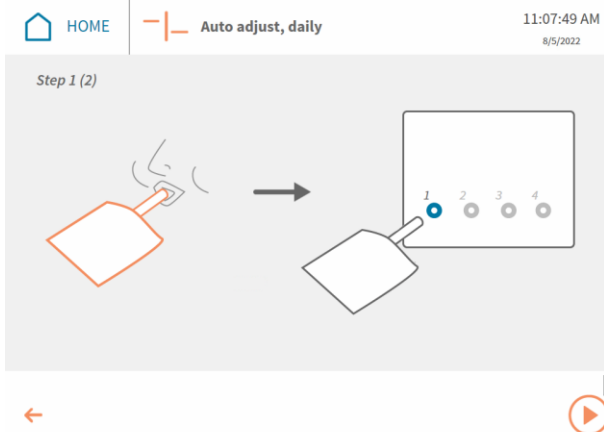 HOME
Auto adjust, daily
11:07:49 AM
8/5/2022
Step 1 (2)
1 2 3 4